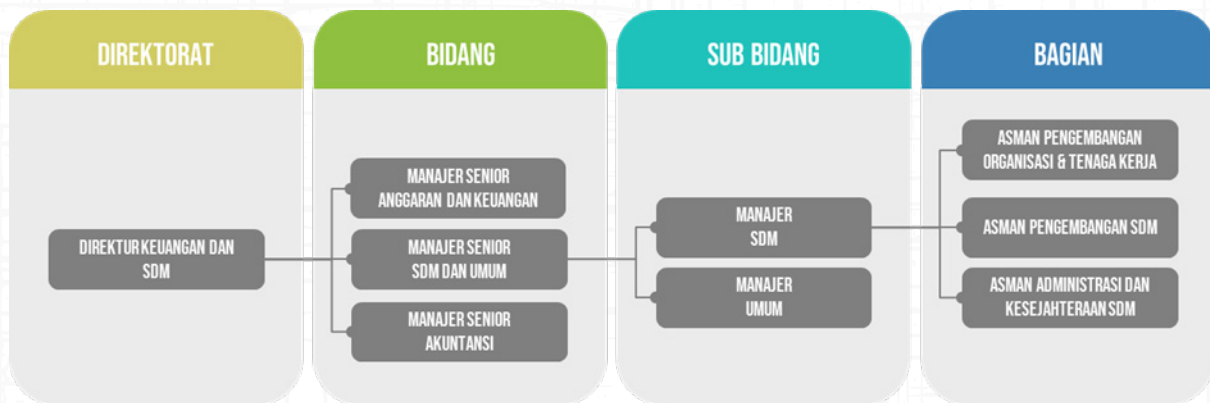 DIREKTORAT
DIREKTUR KEUANGAN DAN
SDM
BIDANG
MANAJER SENIOR
ANGGARAN DAN KEUANGAN
MANAJER SENIOR
SDM DAN UMUM
MANAJER SENIOR
AKUNTANSI
SUB BIDANG
MANAJER
SDM
MANAJER
UMUM
BAGIAN
ASMAN PENGEMBANGAN
ORGANISASI & TENAGA KERJA
ASMAN PENGEMBANGAN SDM
ASMAN ADMINISTRASI DAN
KESEJAHTERAAN SDM